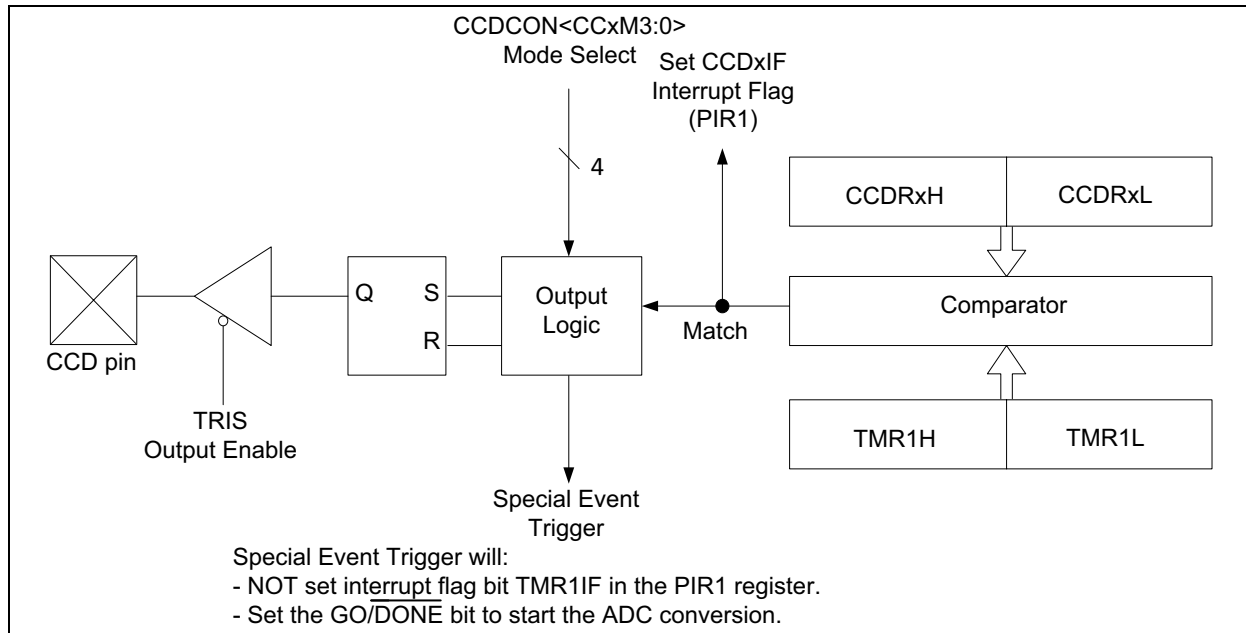 CCDCON<CCxM3:0>
Mode Select
Set CCDxIF
Interrupt Flag
(PIR1)
4
CCDRxH
CCDRxL
Q
S
R
Output
Logic
Match
Comparator
CCD pin
TRIS
Output Enable
TMR1H
TMR1L
Special Event
Trigger
Special Event Trigger will:
- NOT set interrupt flag bit TMR1IF in the PIR1 register.
- Set the GO/DONE bit to start the ADC conversion.